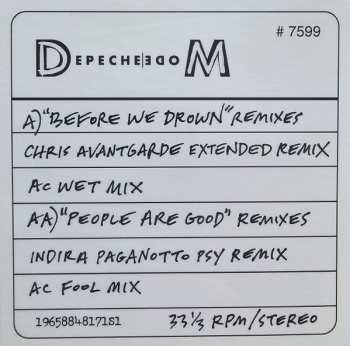 # 7599
DEPECHE MODE
A) "BEFORE WE DROWN" REMIXES
CHRIS AVANTGARDE EXTENDED REMIX
AC WET MIX
AA) "PEOPLE ARE GOOD" REMIXES
INDIRA PAGANOTTO PSY REMIX
AC FOOL MIX
19658848171S1 33 1/3 RPM/STEREO